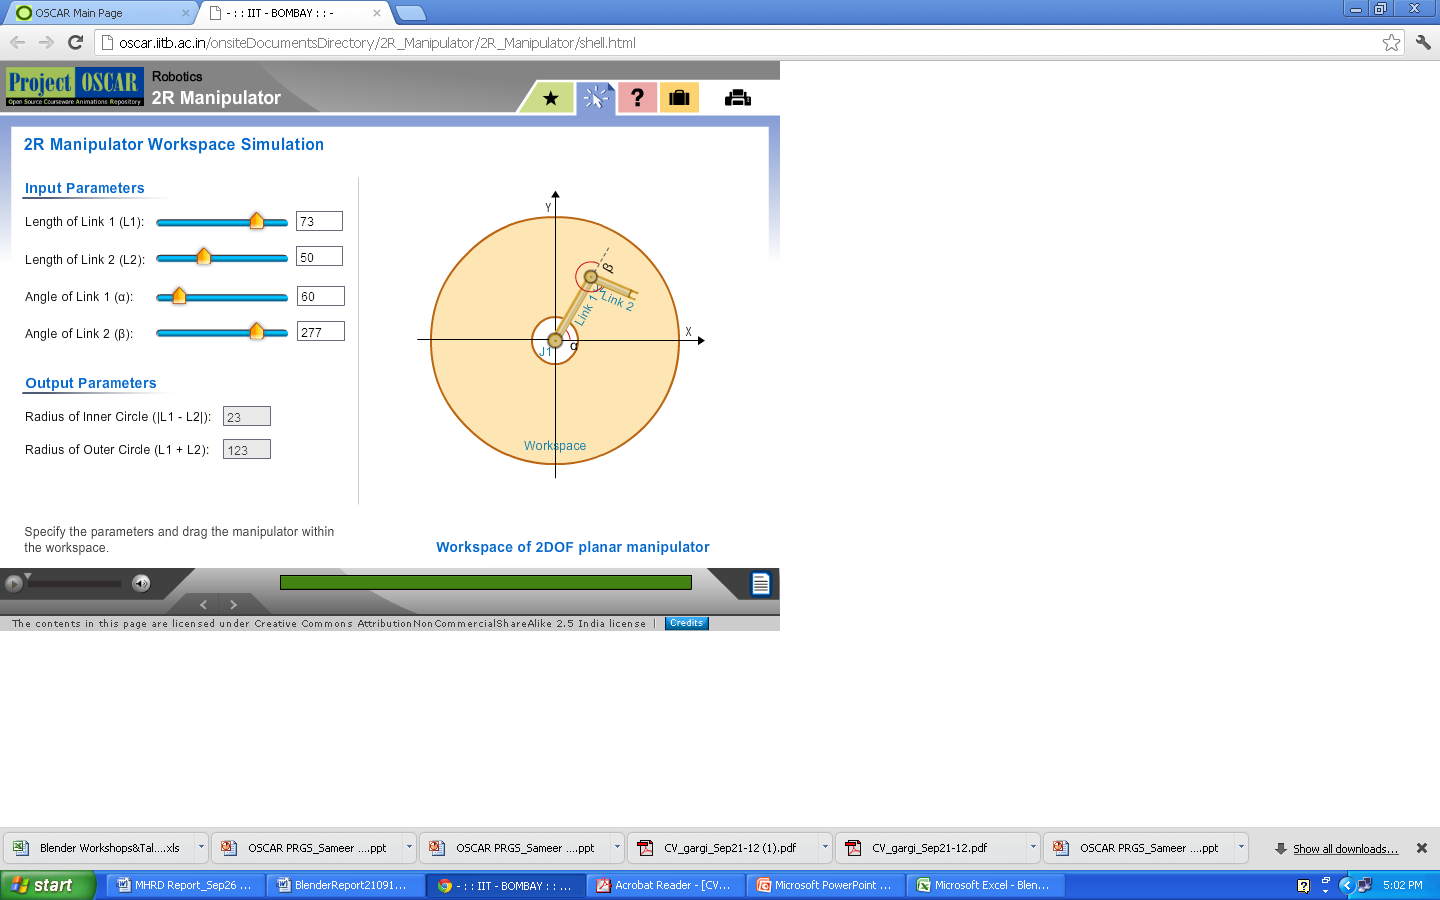 OSCAR Main Page
- : : IIT - BOMBAY : : -
oscar.iitb.ac.in/onsiteDocumentsDirectory/2R_Manipulator/2R_Manipulator/shell.html
Project OSCAR
Open Source Courseware Animations Repository
Robotics
2R Manipulator
?
2R Manipulator Workspace Simulation
Input Parameters
Length of Link 1 (L1):
73
Length of Link 2 (L2):
50
Angle of Link 1 (α):
60
Angle of Link 2 (β):
277
Output Parameters
Radius of Inner Circle (|L1 - L2|):
23
Radius of Outer Circle (L1 + L2):
123
Y
β
Link 2
Link 1
X
α
J1
Workspace
Specify the parameters and drag the manipulator within
the workspace.
Workspace of 2DOF planar manipulator
The contents in this page are licensed under Creative Commons AttributionNonCommercialShareAlike 2.5 India license |
Credits
Blender Workshops&Tal....xls
OSCAR PRGS_Sameer ....ppt
OSCAR PRGS_Sameer ....ppt
CV_gargi_Sep21-12 (1).pdf
CV_gargi_Sep21-12.pdf
OSCAR PRGS_Sameer ....ppt
Show all downloads...
start
MHRD Report_Sep26 ...
BlenderReport21091...
- : : IIT - BOMBAY : : ...
Acrobat Reader - [CV...
Microsoft PowerPoint ...
Microsoft Excel - Blen...
5:02 PM